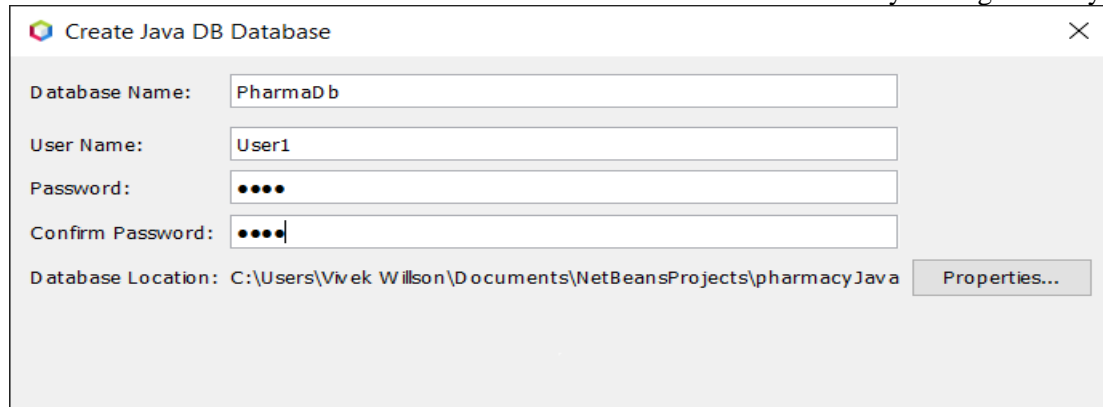 Create Java DB Database
Database Name: PharmaDb
User Name: User1
Password: ●●●●
Confirm Password: ●●●●
Database Location: C:\Users\Vivek Willson\Documents\NetBeansProjects\pharmacyJava Properties...